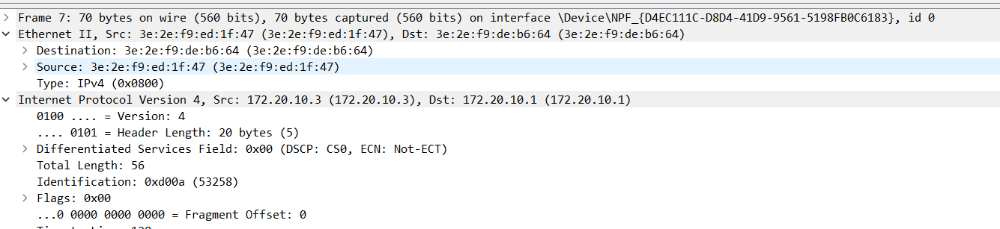 Frame 7: 70 bytes on wire (560 bits), 70 bytes captured (560 bits) on interface \Device\NPF_{D4EC111C-D8D4-41D9-9561-5198FB0C6183}, id 0
Ethernet II, Src: 3e:2e:f9:ed:1f:47 (3e:2e:f9:ed:1f:47), Dst: 3e:2e:f9:de:b6:64 (3e:2e:f9:de:b6:64)
Destination: 3e:2e:f9:de:b6:64 (3e:2e:f9:de:b6:64)
Source: 3e:2e:f9:ed:1f:47 (3e:2e:f9:ed:1f:47)
Type: IPv4 (0x0800)
Internet Protocol Version 4, Src: 172.20.10.3 (172.20.10.3), Dst: 172.20.10.1 (172.20.10.1)
0100 .... = Version: 4
.... 0101 = Header Length: 20 bytes (5)
Differentiated Services Field: 0x00 (DSCP: CS0, ECN: Not-ECT)
Total Length: 56
Identification: 0xd00a (53258)
Flags: 0x00
...0 0000 0000 0000 = Fragment Offset: 0